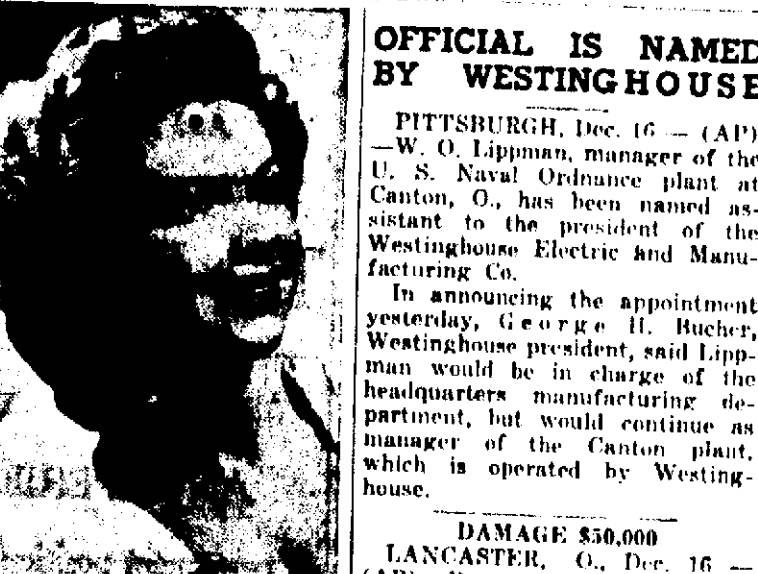 OFFICIAL IS NAMED
BY WESTINGHOUSE
PITTSBURGH, Dec. 16 — (AP)
—W. O. Lippman, manager of the
U. S. Naval Ordnance plant at
Canton, O., has been named as-
sistant to the president of the
Westinghouse Electric and Manu-
facturing Co.
In announcing the appointment
yesterday, George H. Bucher,
Westinghouse president, said Lipp-
man would be in charge of the
headquarters manufacturing de-
partment, but would continue as
manager of the Canton plant,
which is operated by Westing-
house.
DAMAGE $50,000
LANCASTER, O., Dec. 16 —